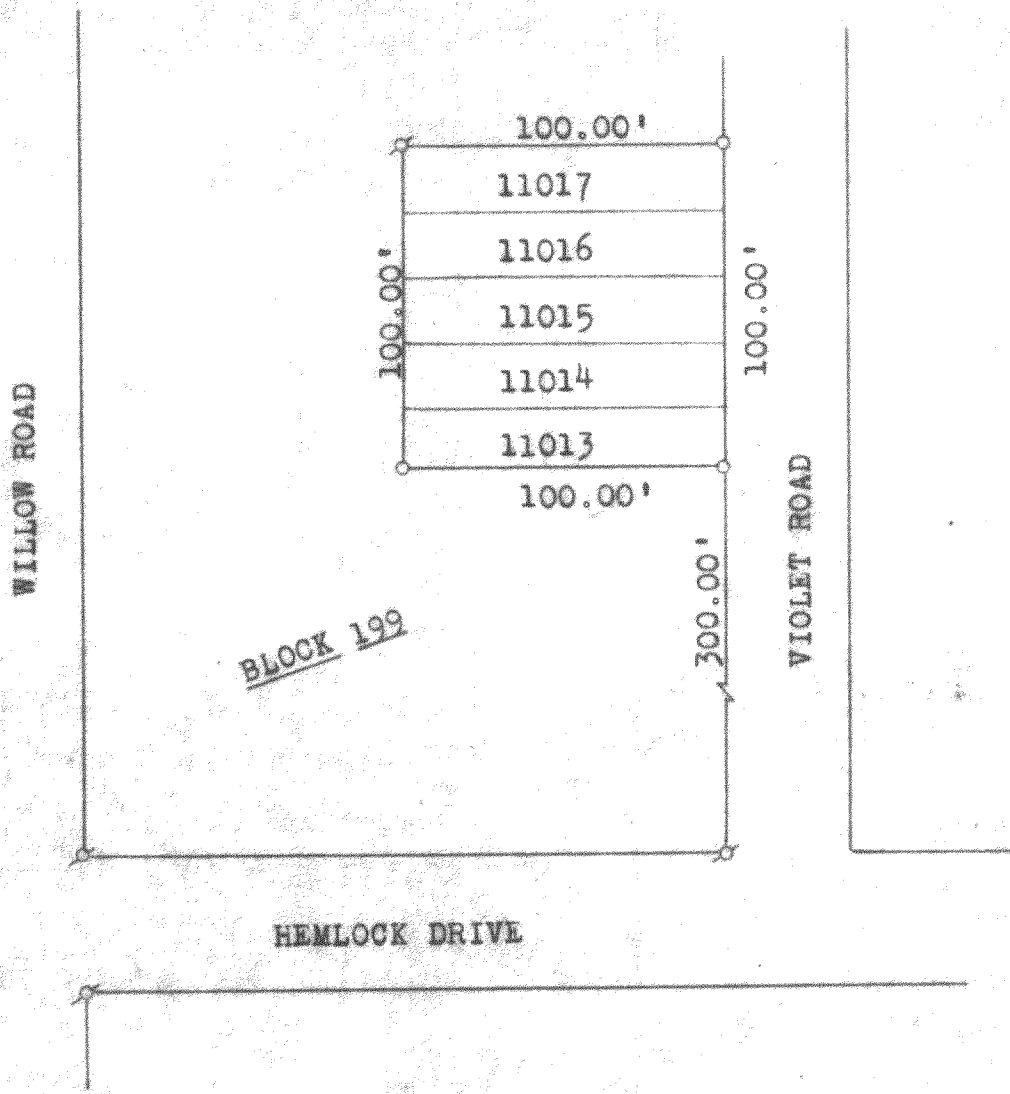 100.00'
11017
11016
100.00'
100.00'
11015
11014
11013
WILLOW ROAD
100.00'
VIOLET ROAD
300.00'
BLOCK 199
HEMLOCK DRIVE